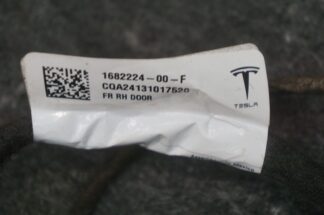 1682224-00-F
CQA24131017520
FR RH DOOR
TESLA